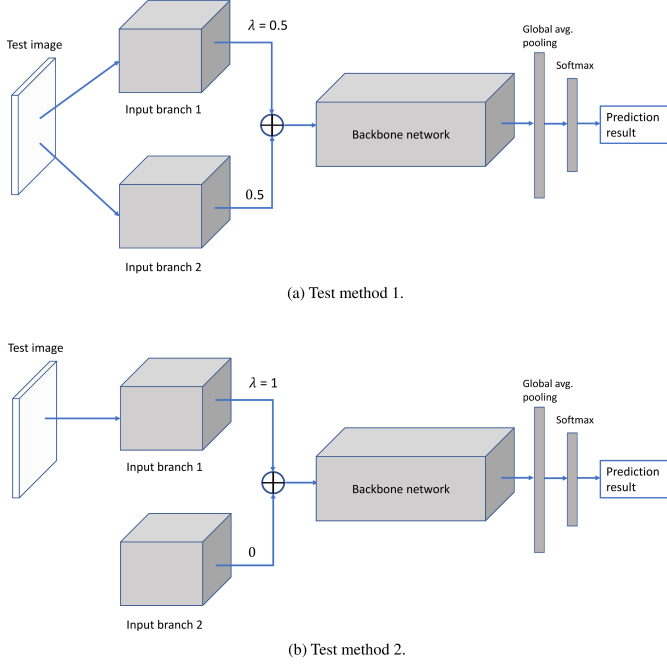 Test image
λ = 0.5
Input branch 1
0.5
Input branch 2
Backbone network
Global avg.
pooling
Softmax
Prediction
result
(a) Test method 1.
Test image
λ = 1
Input branch 1
0
Input branch 2
Backbone network
Global avg.
pooling
Softmax
Prediction
result
(b) Test method 2.